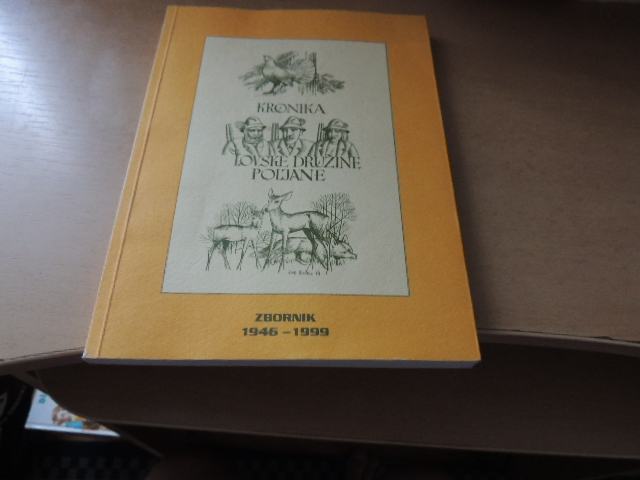 KRONIKA
LOVSKE DRUŽINE
POLJANE
ZBORNIK
1946 – 1999